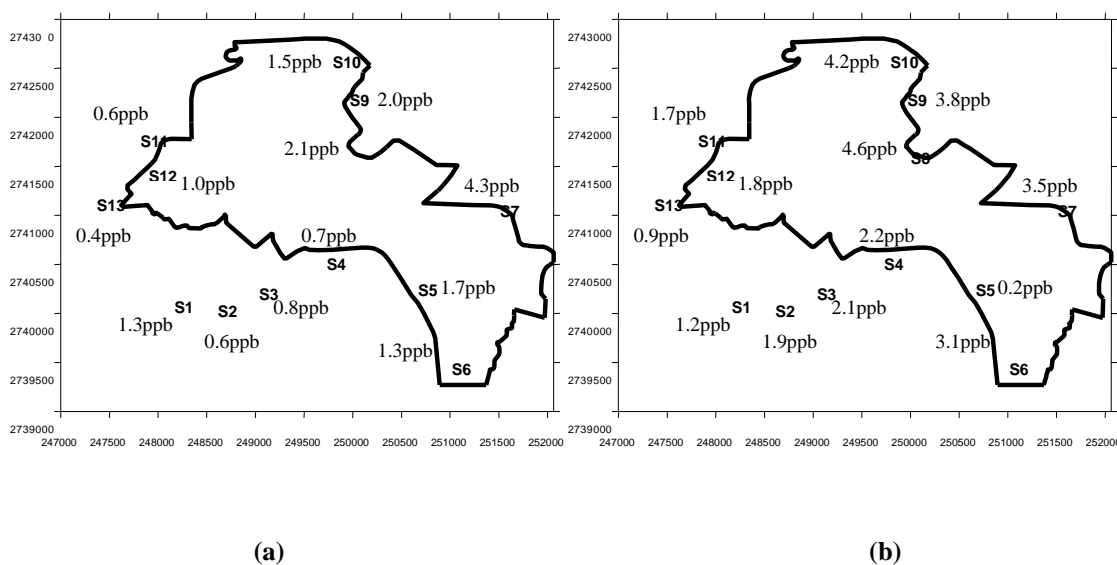 27430 0
2742500
2742000
2741500
2741000
2740500
2740000
2739500
2739000
247000 247500 248000 248500 249000 249500 250000 250500 251000 251500 252000
1.5ppb S10
S9 2.0ppb
0.6ppb
S11
2.1ppb
S12 1.0ppb
4.3ppb
S13
S7
0.4ppb
0.7ppb
S4
S5 1.7ppb
S3
S1 S2 0.8ppb
1.3ppb
0.6ppb
1.3ppb
S6
(a)
2743000
2742500
2742000
2741500
2741000
2740500
2740000
2739500
2739000
247000 247500 248000 248500 249000 249500 250000 250500 251000 251500 252000
4.2ppb S10
S9 3.8ppb
1.7ppb
S11
4.6ppb
S8
S12 1.8ppb
3.5ppb
S13
S7
0.9ppb
2.2ppb
S4
S5 0.2ppb
S3
S1 S2 2.1ppb
1.2ppb
1.9ppb
3.1ppb
S6
(b)